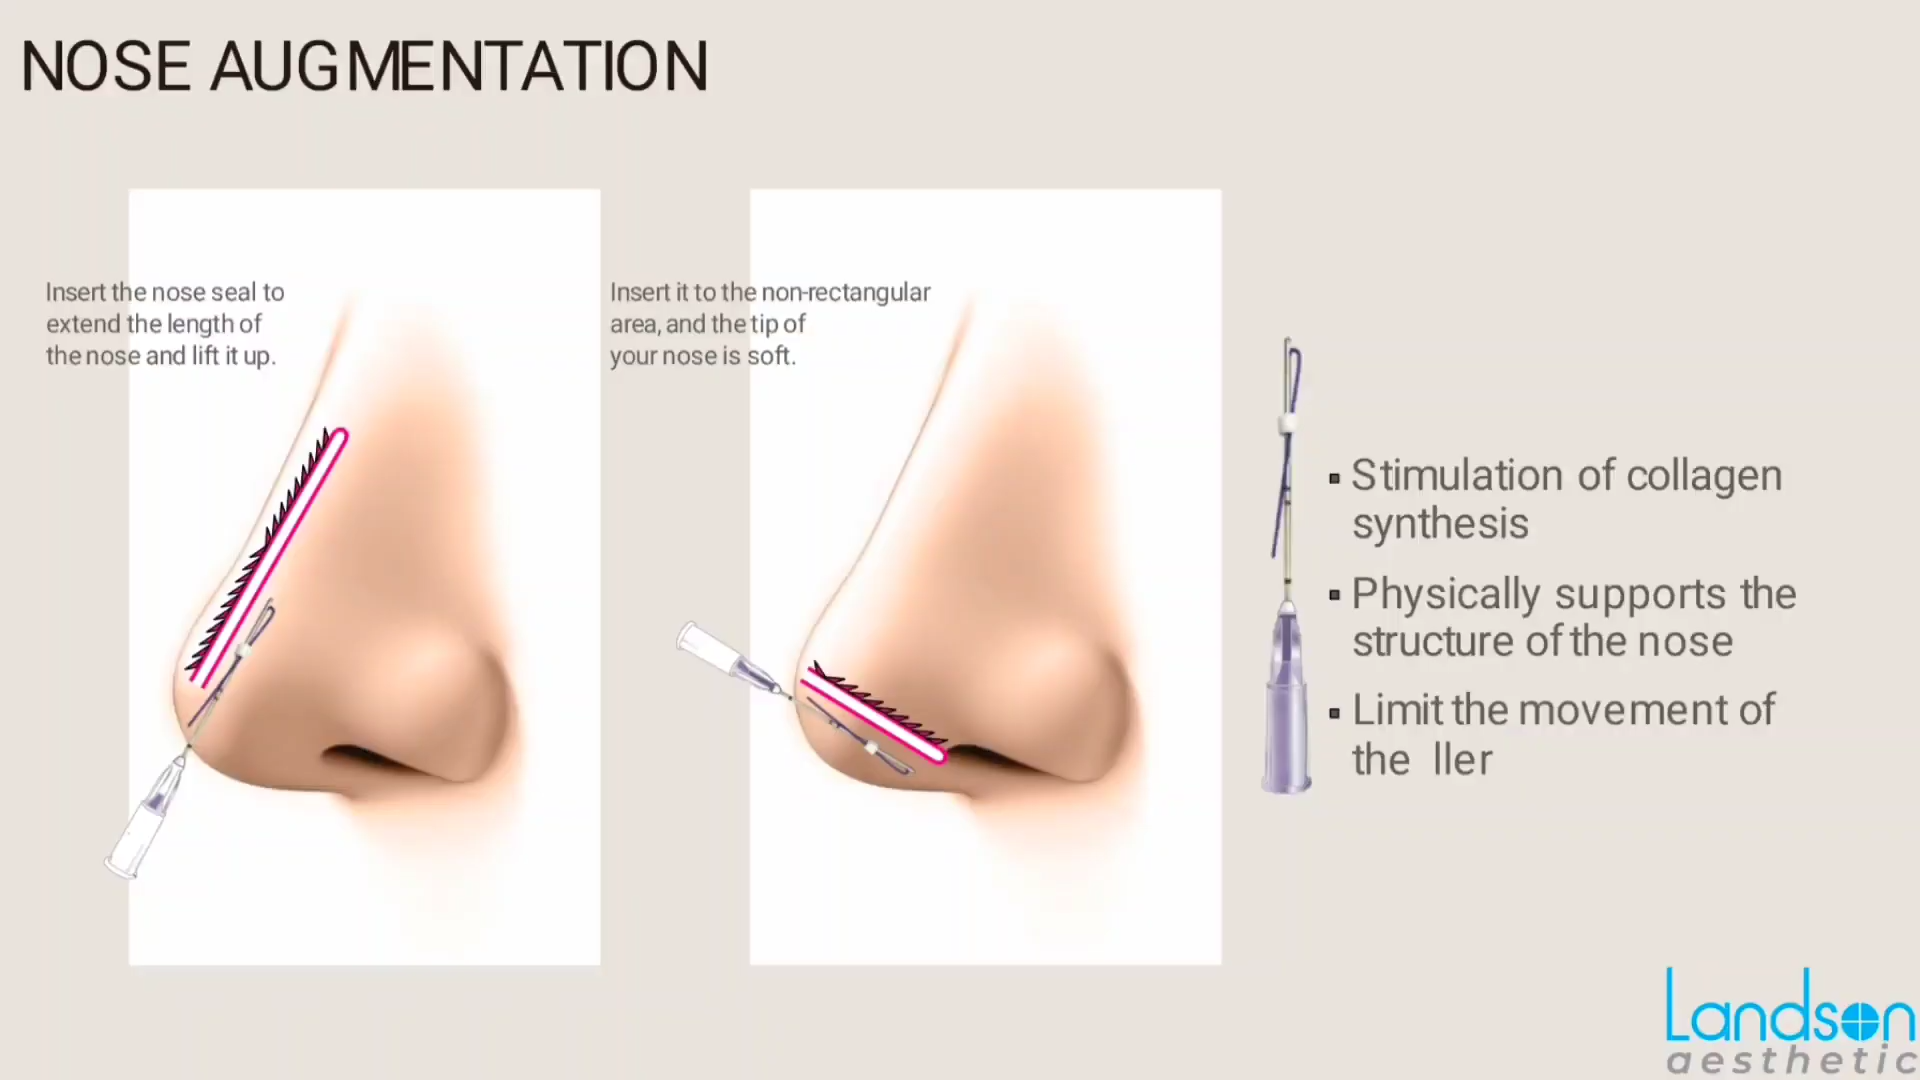 NOSE AUGMENTATION
Insert the nose seal to
extend the length of
the nose and lift it up.
Insert it to the non-rectangular
area, and the tip of
your nose is soft.
▪ Stimulation of collagen
synthesis
▪ Physically supports the
structure of the nose
▪ Limit the movement of
the ller
Landson
aesthetic